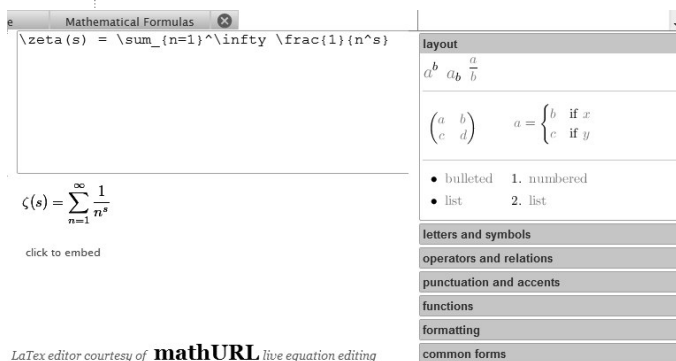 e Mathematical Formulas
\zeta(s) = \sum_{n=1}^\infty \frac{1}{n^s}
ζ(s) = ∑_{n=1}^{∞} 1/n^s
click to embed
LaTex editor courtesy of mathURL live equation editing
layout
a^b a_b a/b
(a b
c d)
a = {b if x
c if y
• bulleted 1. numbered
• list 2. list
letters and symbols
operators and relations
punctuation and accents
functions
formatting
common forms